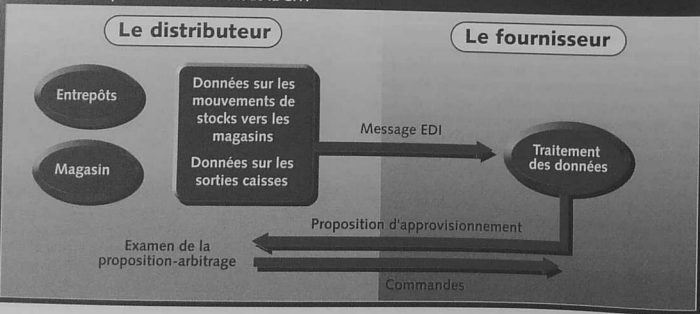 Le distributeur
Le fournisseur
Entrepôts
Magasin
Données sur les
mouvements de
stocks vers les
magasins
Données sur les
sorties caisses
Message EDI
Traitement
des données
Proposition d'approvisionnement
Examen de la
proposition-arbitrage
Commandes